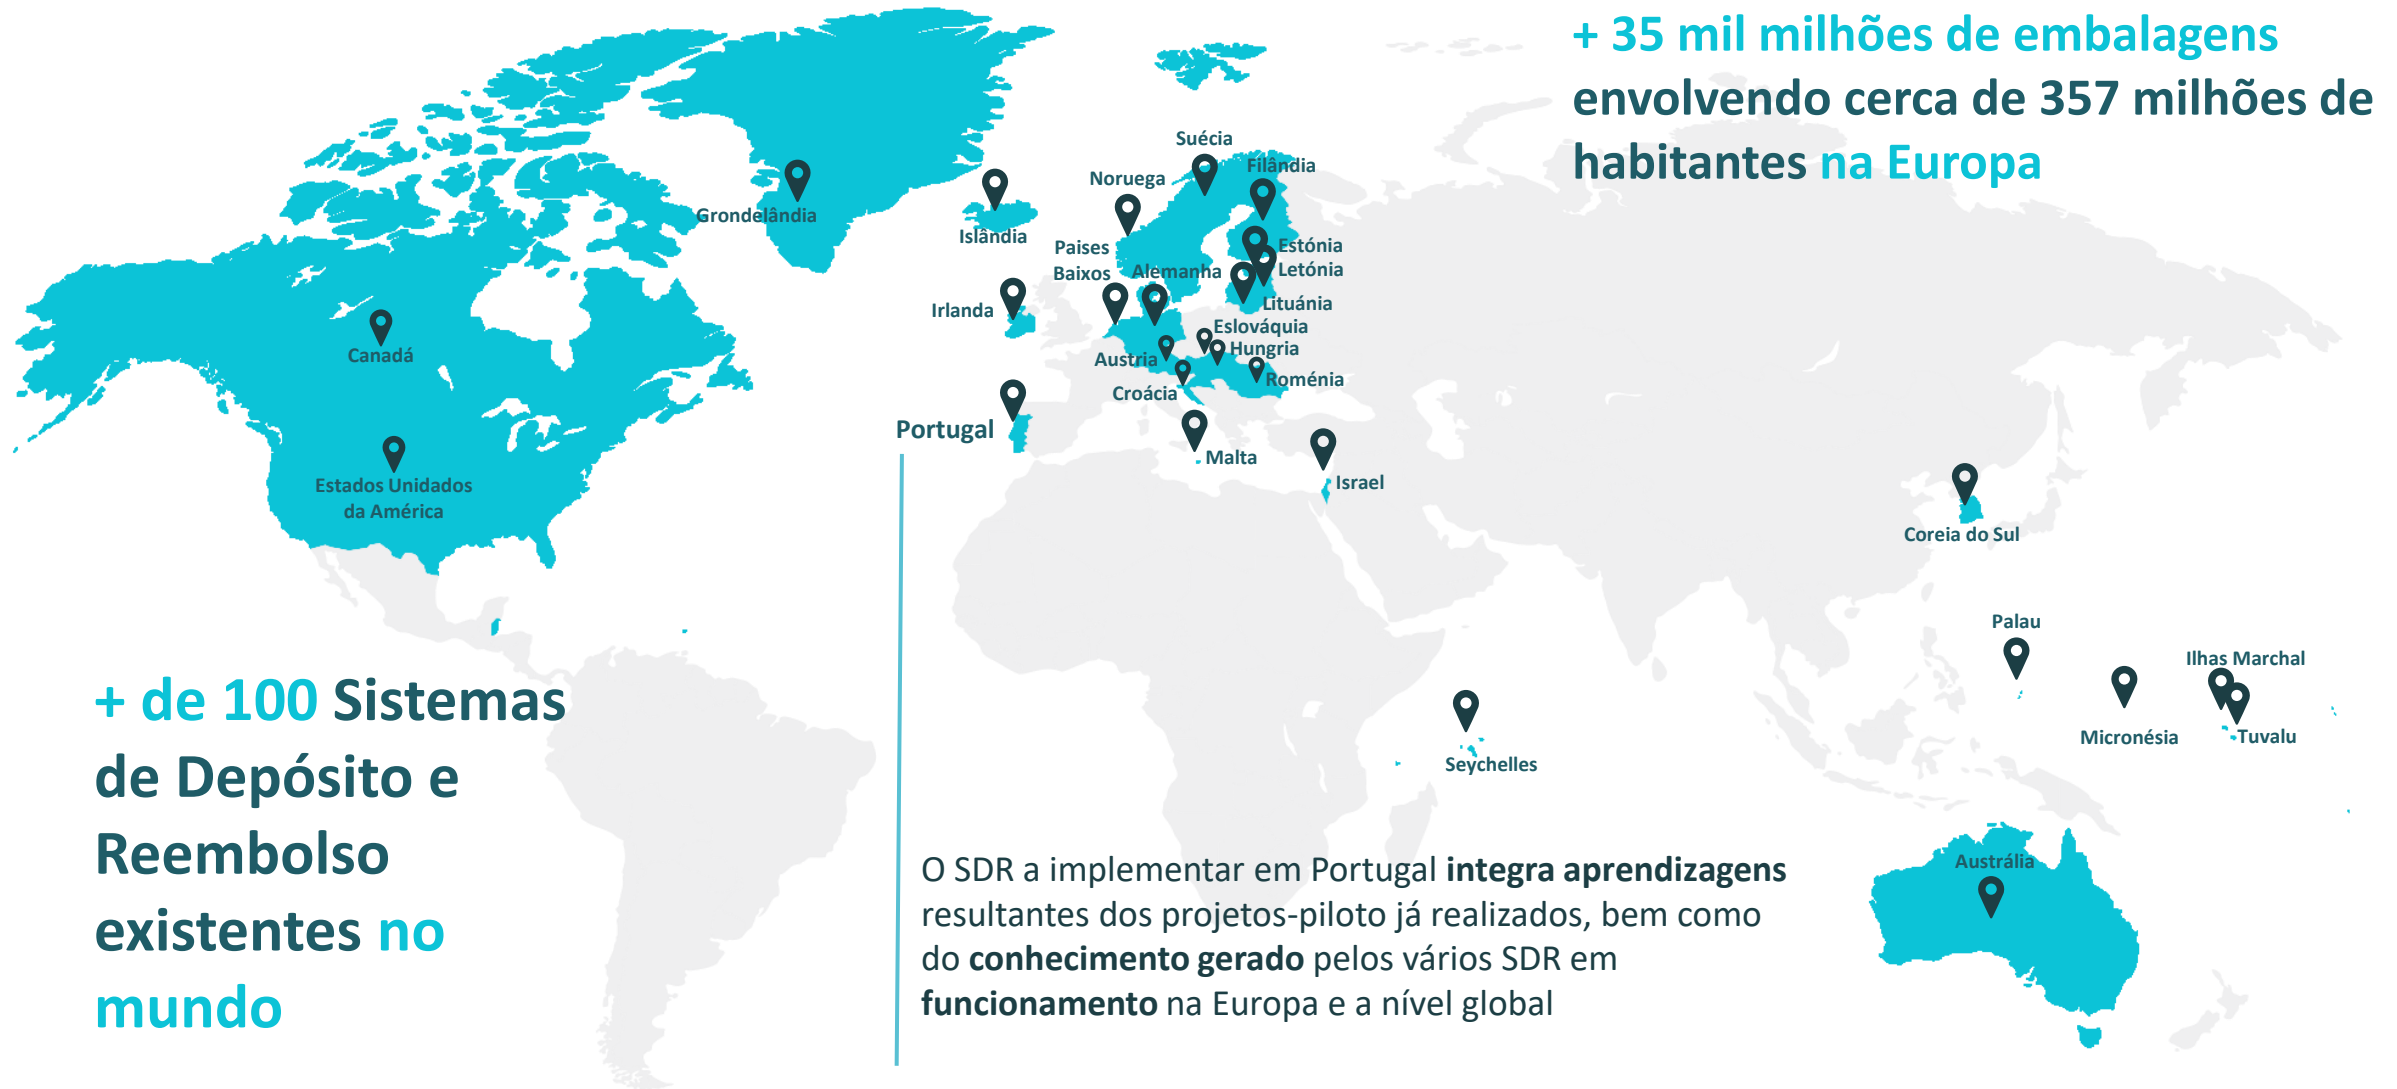 + 35 mil milhões de embalagens
envolvendo cerca de 357 milhões de
habitantes na Europa
Suécia
Filândia
Noruega
Grondelândia
Islândia
Paises
Baixos
Alemanha
Estónia
Letónia
Irlanda
Lituánia
Eslováquia
Hungria
Canadá
Austria
Roménia
Croácia
Portugal
Malta
Israel
Estados Unidados
da América
Coreia do Sul
Palau
Ilhas Marchal
Micronésia
Tuvalu
Seychelles
+ de 100 Sistemas
de Depósito e
Reembolso
existentes no
mundo
O SDR a implementar em Portugal integra aprendizagens
resultantes dos projetos-piloto já realizados, bem como
do conhecimento gerado pelos vários SDR em
funcionamento na Europa e a nível global
Austrália